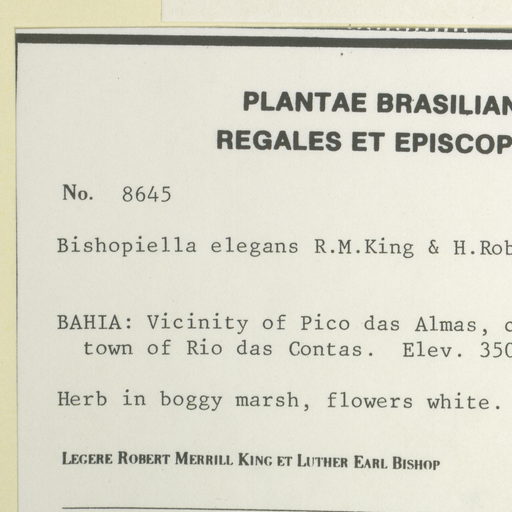 PLANTAE BRASILIAN
REGALES ET EPISCOP
No. 8645
Bishopiella elegans R.M.King & H.Rob
BAHIA: Vicinity of Pico das Almas, c
town of Rio das Contas. Elev. 350
Herb in boggy marsh, flowers white.
LEGERE ROBERT MERRILL KING ET LUTHER EARL BISHOP